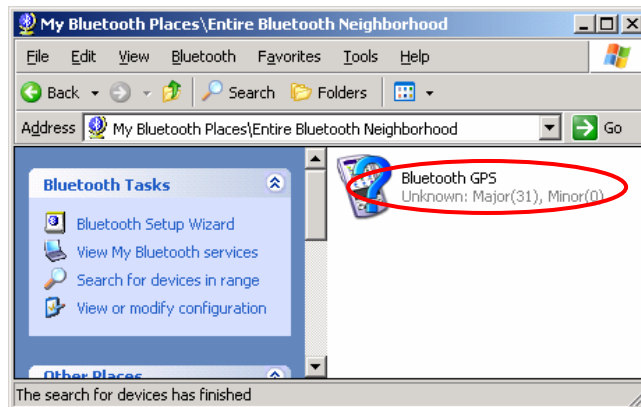 My Bluetooth Places\Entire Bluetooth Neighborhood
File Edit View Bluetooth Favorites Tools Help
Back Search Folders
Address My Bluetooth Places\Entire Bluetooth Neighborhood Go
Bluetooth Tasks
Bluetooth Setup Wizard
View My Bluetooth services
Search for devices in range
View or modify configuration
Other Places
Bluetooth GPS
Unknown: Major(31), Minor(0)
The search for devices has finished